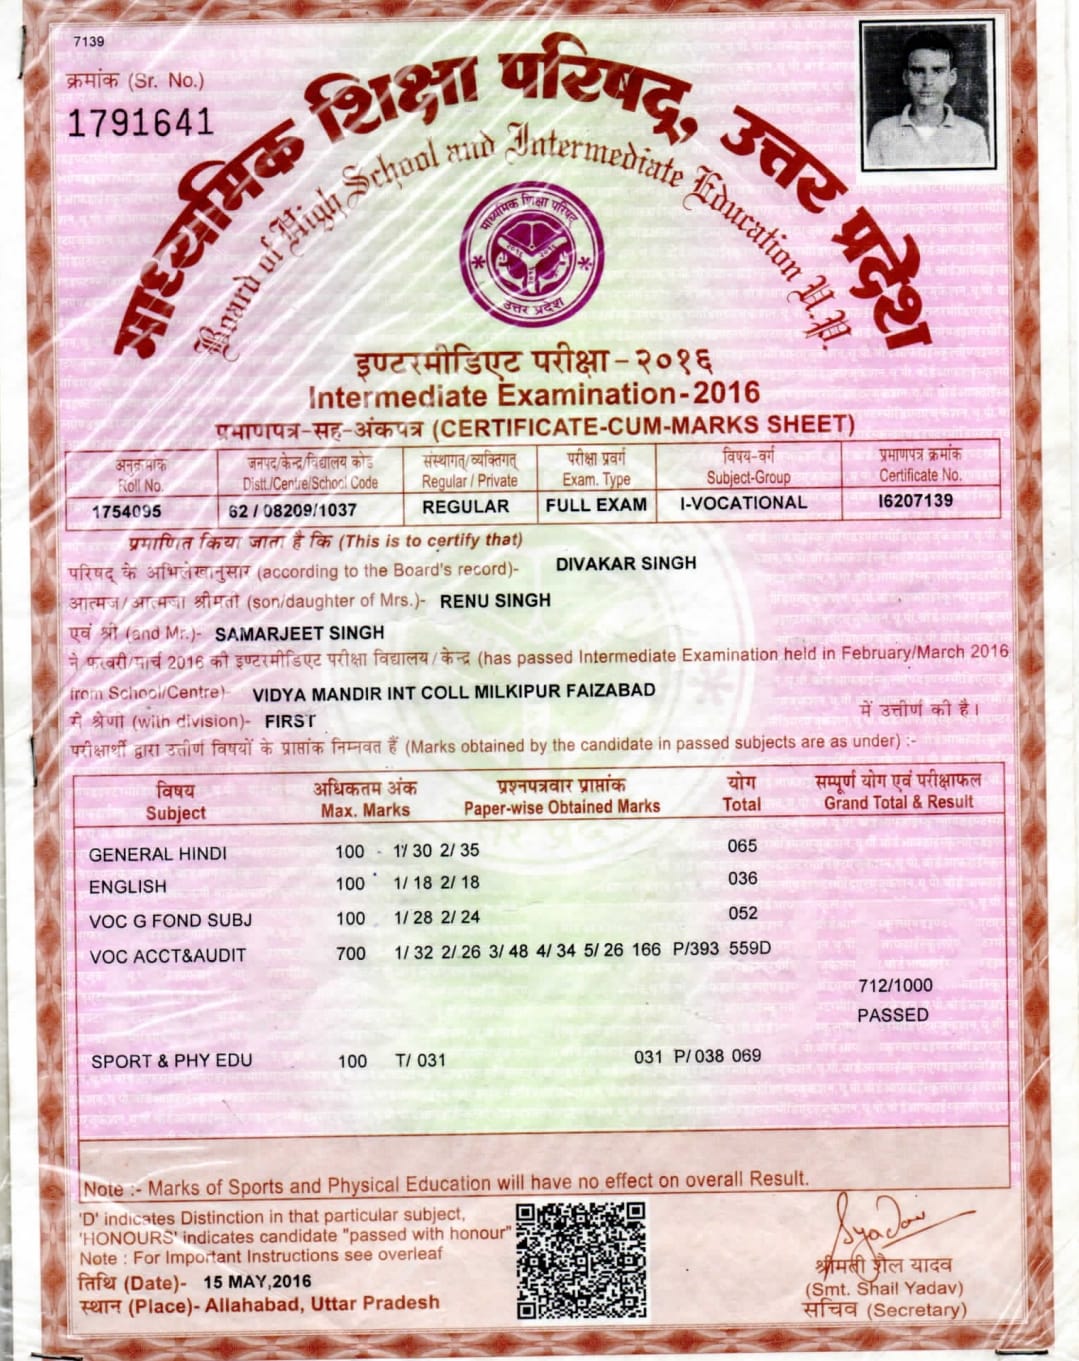 7139
क्रमांक (Sr. No.)
1791641
माध्यमिक शिक्षा परिषद्, उत्तर प्रदेश
Board of High School and Intermediate Education U.P.
माध्यमिक शिक्षा परिषद
उत्तर प्रदेश
इण्टरमीडिएट परीक्षा - २०१६
Intermediate Examination - 2016
प्रमाणपत्र-सह-अंकपत्र (CERTIFICATE-CUM-MARKS SHEET)
अनुक्रमांक जनपद/केन्द्र/विद्यालय कोड संस्थागत/व्यक्तिगत् परीक्षा प्रवर्ग विषय-वर्ग प्रमाणपत्र क्रमांक
Roll No. Distt./Centre/School Code Regular / Private Exam. Type Subject-Group Certificate No.
1754095 62 / 08209/1037 REGULAR FULL EXAM I-VOCATIONAL I6207139
प्रमाणित किया जाता है कि (This is to certify that)
परिषद् के अभिलेखानुसार (according to the Board's record)- DIVAKAR SINGH
आत्मज/आत्मजा श्रीमती (son/daughter of Mrs.)- RENU SINGH
एवं श्री (and Mr.)- SAMARJEET SINGH
ने फरवरी/मार्च 2016 की इण्टरमीडिएट परीक्षा विद्यालय/केन्द्र (has passed Intermediate Examination held in February/March 2016
from School/Centre)- VIDYA MANDIR INT COLL MILKIPUR FAIZABAD
में श्रेणी (with division)- FIRST में उत्तीर्ण की है।
परीक्षार्थी द्वारा उत्तीर्ण विषयों के प्राप्तांक निम्नवत हैं (Marks obtained by the candidate in passed subjects are as under) :-
विषय अधिकतम अंक प्रश्नपत्रवार प्राप्तांक योग सम्पूर्ण योग एवं परीक्षाफल
Subject Max. Marks Paper-wise Obtained Marks Total Grand Total & Result
GENERAL HINDI 100 1/ 30 2/ 35 065
ENGLISH 100 1/ 18 2/ 18 036
VOC G FOND SUBJ 100 1/ 28 2/ 24 052
VOC ACCT&AUDIT 700 1/ 32 2/ 26 3/ 48 4/ 34 5/ 26 166 P/393 559D
712/1000
PASSED
SPORT & PHY EDU 100 T/ 031 031 P/ 038 069
Note :- Marks of Sports and Physical Education will have no effect on overall Result.
'D' indicates Distinction in that particular subject,
'HONOURS' indicates candidate "passed with honour"
Note : For Important Instructions see overleaf
तिथि (Date)- 15 MAY,2016
स्थान (Place)- Allahabad, Uttar Pradesh
Syadav
श्रीमती शैल यादव
(Smt. Shail Yadav)
सचिव (Secretary)